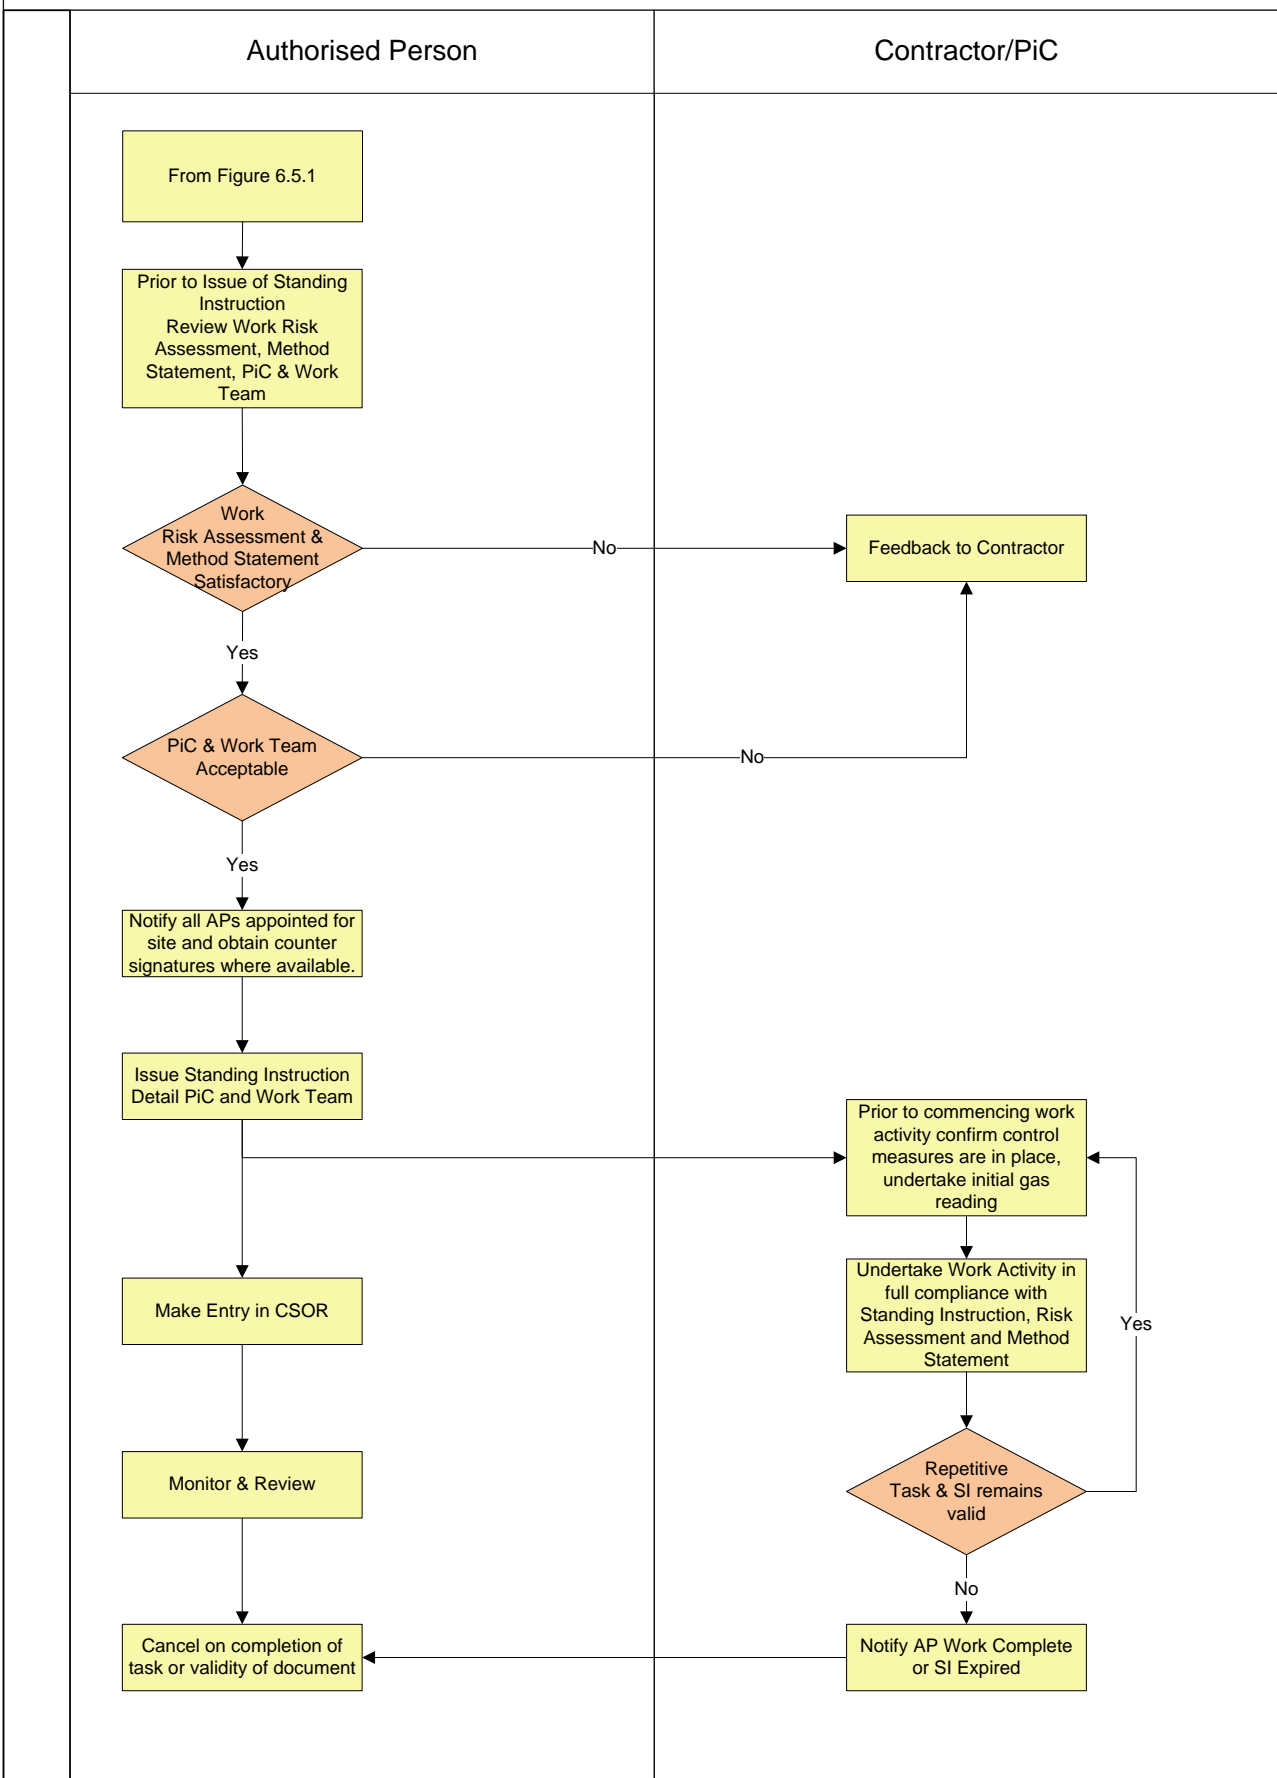 Authorised Person
Contractor/PiC
From Figure 6.5.1
Prior to Issue of Standing
Instruction
Review Work Risk
Assessment, Method
Statement, PiC & Work
Team
Work
Risk Assessment &
Method Statement
Satisfactory
No
Feedback to Contractor
Yes
PiC & Work Team
Acceptable
No
Yes
Notify all APs appointed for
site and obtain counter
signatures where available.
Issue Standing Instruction
Detail PiC and Work Team
Prior to commencing work
activity confirm control
measures are in place,
undertake initial gas
reading
Make Entry in CSOR
Undertake Work Activity in
full compliance with
Standing Instruction, Risk
Assessment and Method
Statement
Yes
Monitor & Review
Repetitive
Task & SI remains
valid
No
Cancel on completion of
task or validity of document
Notify AP Work Complete
or SI Expired